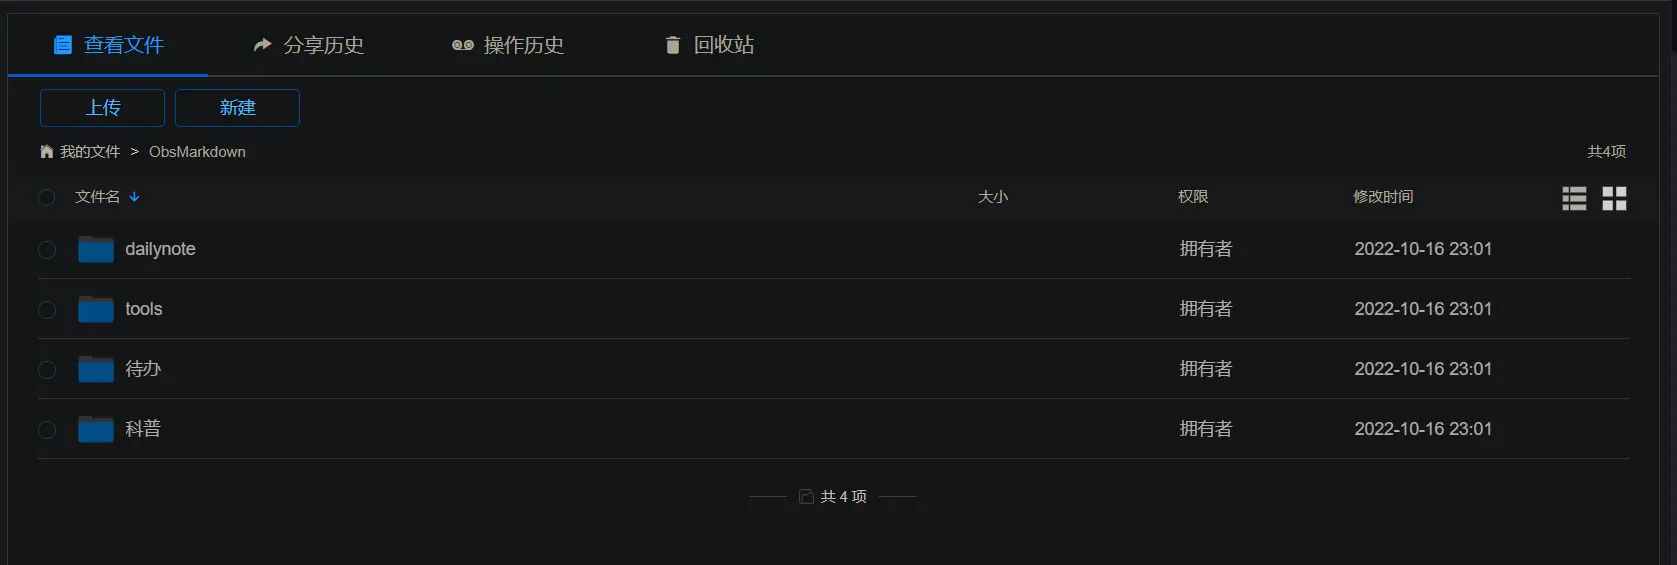 查看文件 分享历史 操作历史 回收站
上传 新建
我的文件 > ObsMarkdown 共4项
文件名 大小 权限 修改时间
dailynote 拥有者 2022-10-16 23:01
tools 拥有者 2022-10-16 23:01
待办 拥有者 2022-10-16 23:01
科普 拥有者 2022-10-16 23:01
共 4 项